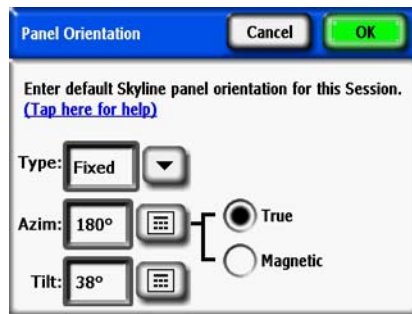 Panel Orientation Cancel OK
Enter default Skyline panel orientation for this Session.
(Tap here for help)
Type: Fixed
Azim: 180° True
Magnetic
Tilt: 38°